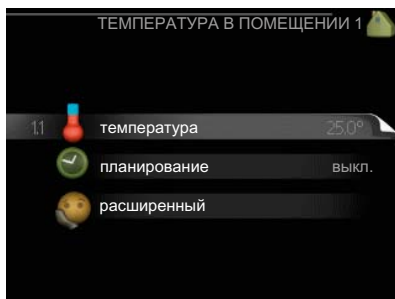 ТЕМПЕРАТУРА В ПОМЕЩЕНИИ 1
1.1 температура 25.0°
планирование выкл.
расширенный